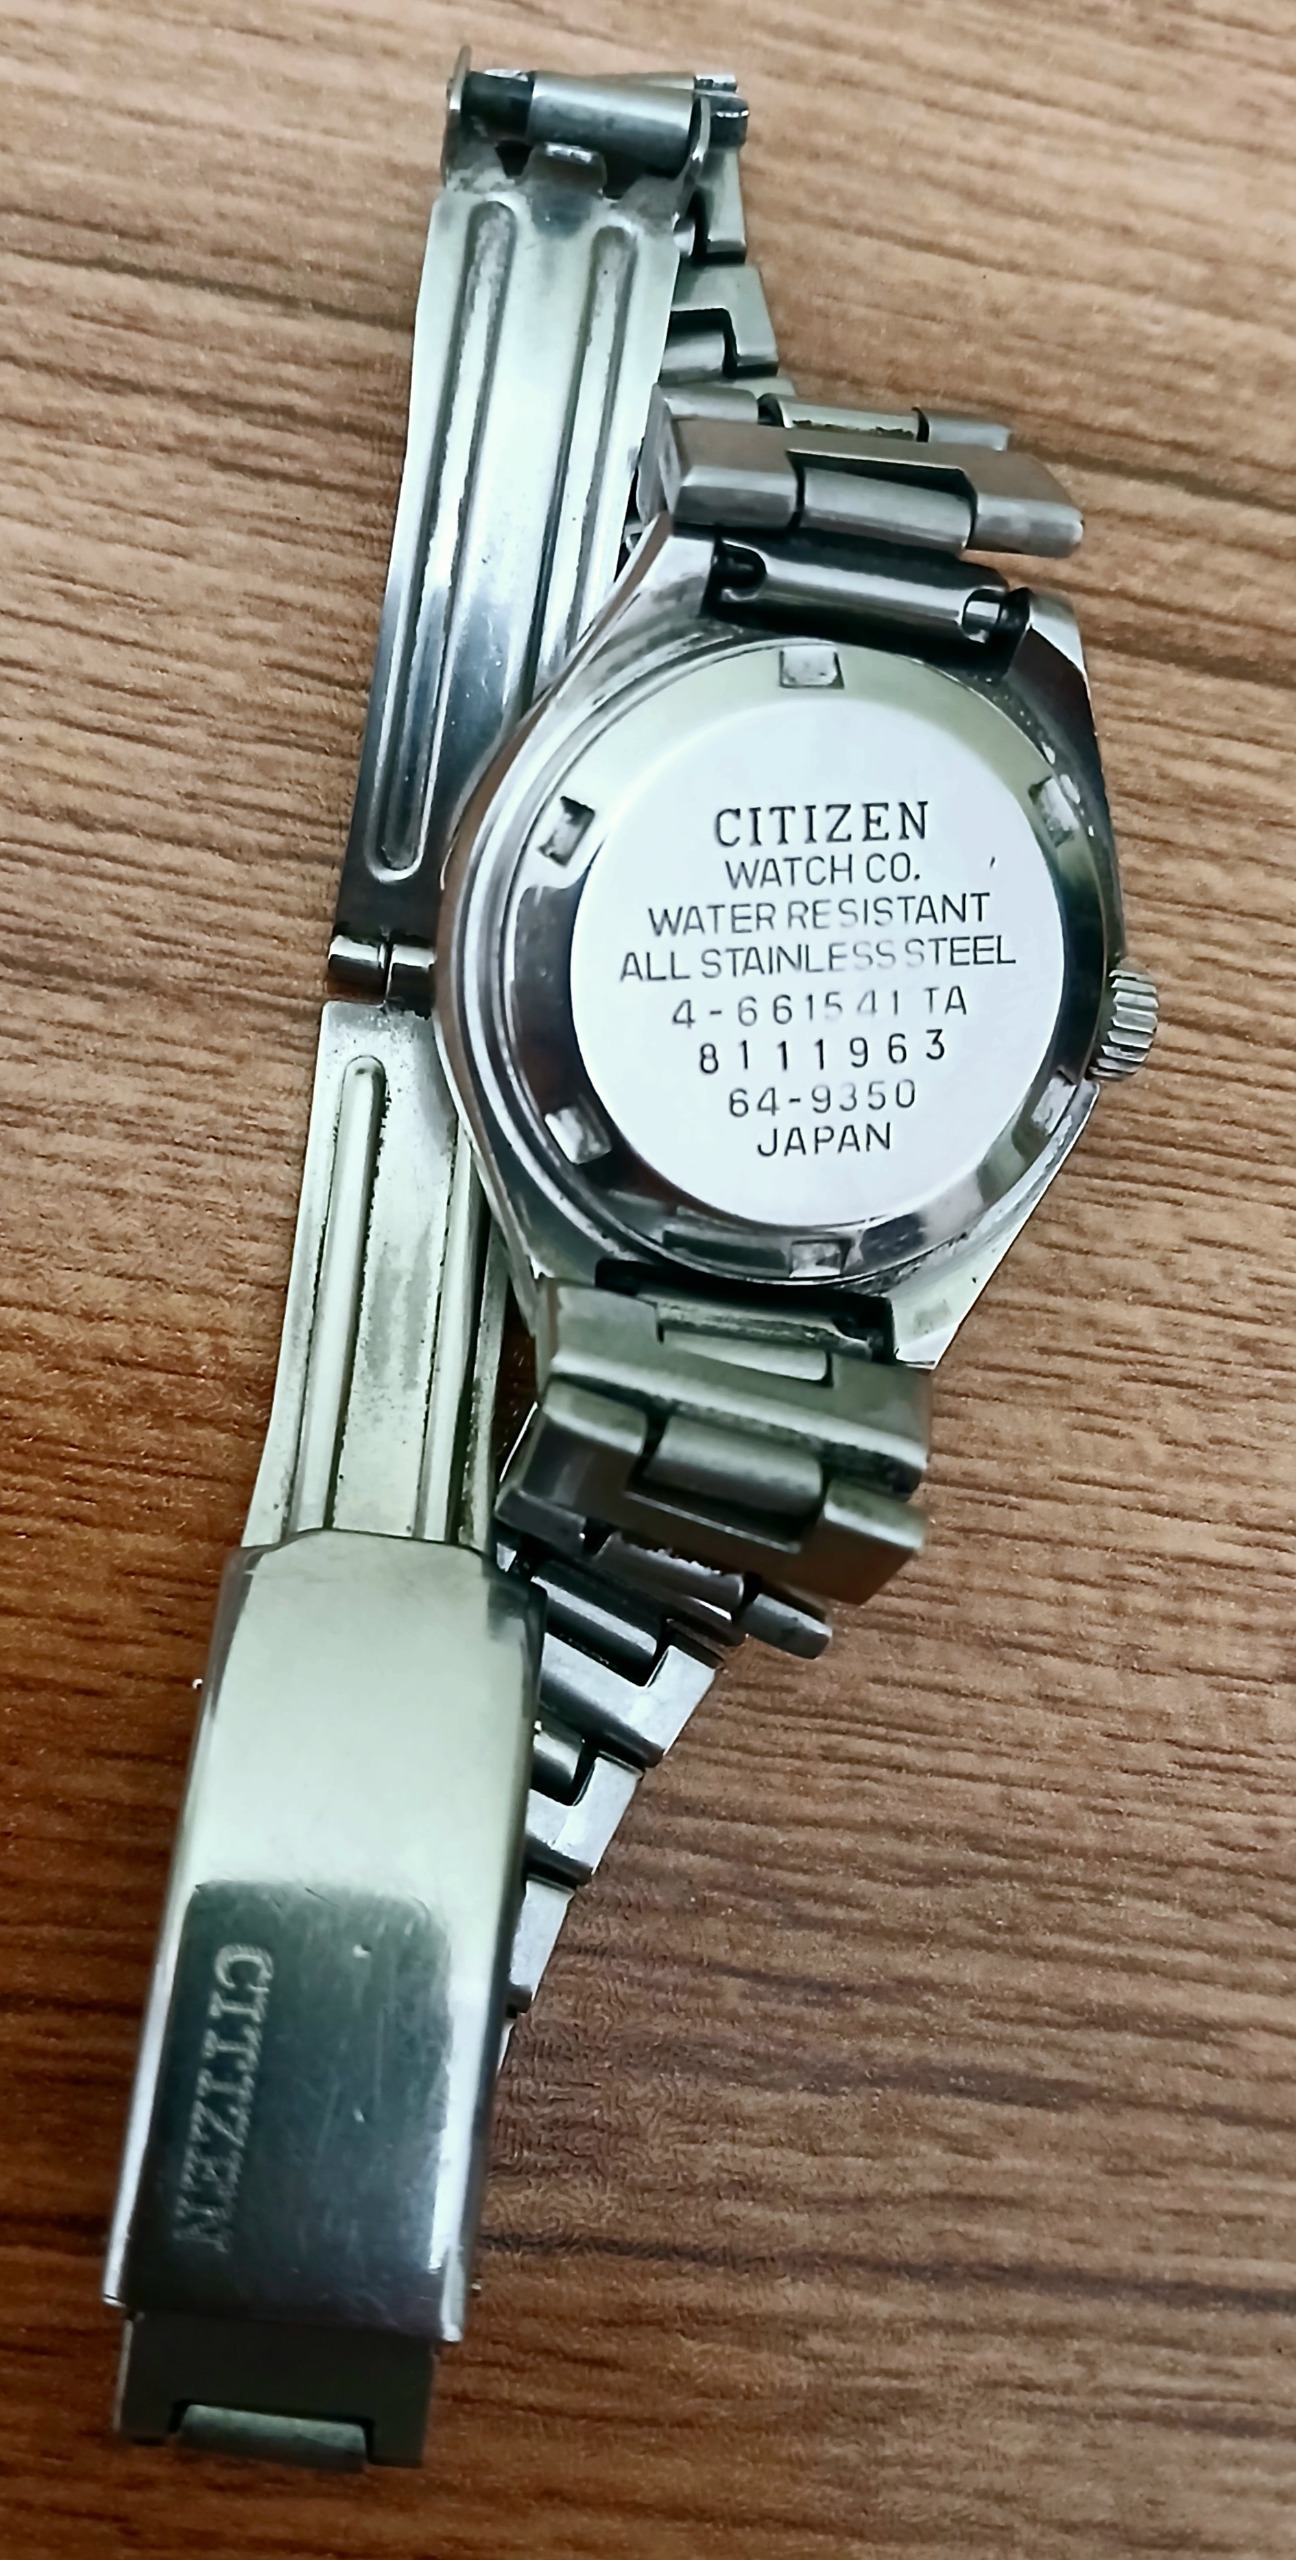 CITIZEN
WATCH CO.
WATER RESISTANT
ALL STAINLESS STEEL
4-661541 TA
8111963
64-9350
JAPAN
CITIZEN